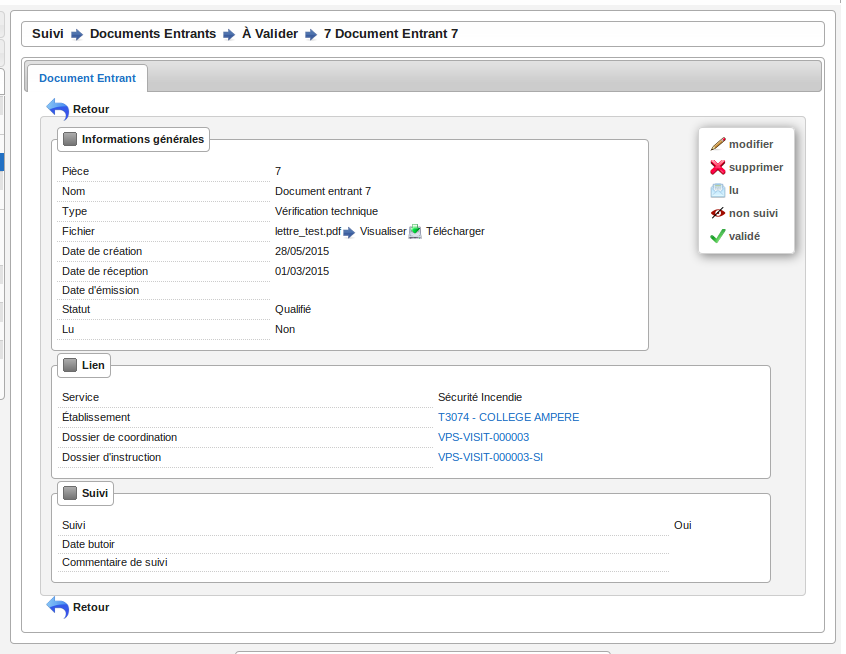 Suivi Documents Entrants À Valider 7 Document Entrant 7
Document Entrant
Retour
Informations générales
Pièce 7
Nom Document entrant 7
Type Vérification technique
Fichier lettre_test.pdf Visualiser Télécharger
Date de création 28/05/2015
Date de réception 01/03/2015
Date d'émission
Statut Qualifié
Lu Non
modifier
supprimer
lu
non suivi
validé
Lien
Service Sécurité Incendie
Établissement T3074 - COLLEGE AMPERE
Dossier de coordination VPS-VISIT-000003
Dossier d'instruction VPS-VISIT-000003-SI
Suivi
Suivi Oui
Date butoir
Commentaire de suivi
Retour